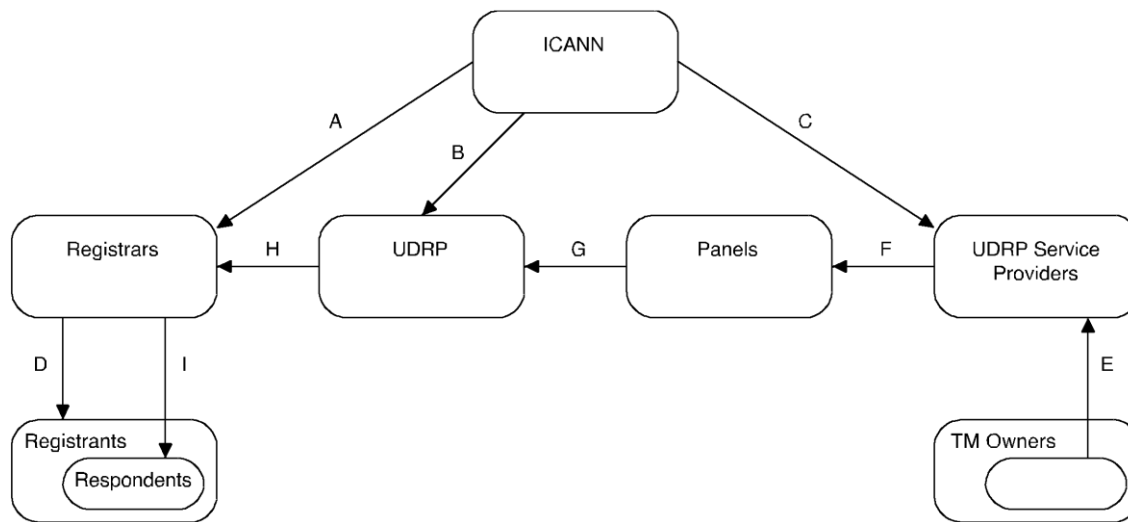 ICANN
A
B
C
Registrars
H
UDRP
G
Panels
F
UDRP Service
Providers
D
I
E
Registrants
Respondents
TM Owners